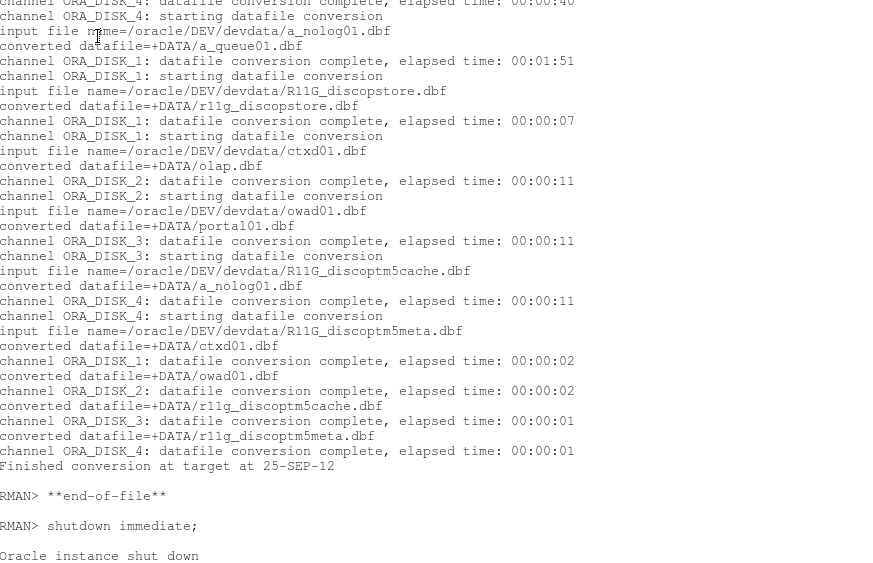 channel ORA_DISK_4: datafile conversion complete, elapsed time: 00:00:40
channel ORA_DISK_4: starting datafile conversion
input file name=/oracle/DEV/devdata/a_nolog01.dbf
converted datafile=+DATA/a_queue01.dbf
channel ORA_DISK_1: datafile conversion complete, elapsed time: 00:01:51
channel ORA_DISK_1: starting datafile conversion
input file name=/oracle/DEV/devdata/R11G_discopstore.dbf
converted datafile=+DATA/r11g_discopstore.dbf
channel ORA_DISK_1: datafile conversion complete, elapsed time: 00:00:07
channel ORA_DISK_1: starting datafile conversion
input file name=/oracle/DEV/devdata/ctxd01.dbf
converted datafile=+DATA/olap.dbf
channel ORA_DISK_2: datafile conversion complete, elapsed time: 00:00:11
channel ORA_DISK_2: starting datafile conversion
input file name=/oracle/DEV/devdata/owad01.dbf
converted datafile=+DATA/portal01.dbf
channel ORA_DISK_3: datafile conversion complete, elapsed time: 00:00:11
channel ORA_DISK_3: starting datafile conversion
input file name=/oracle/DEV/devdata/R11G_discoptm5cache.dbf
converted datafile=+DATA/a_nolog01.dbf
channel ORA_DISK_4: datafile conversion complete, elapsed time: 00:00:11
channel ORA_DISK_4: starting datafile conversion
input file name=/oracle/DEV/devdata/R11G_discoptm5meta.dbf
converted datafile=+DATA/ctxd01.dbf
channel ORA_DISK_1: datafile conversion complete, elapsed time: 00:00:02
converted datafile=+DATA/owad01.dbf
channel ORA_DISK_2: datafile conversion complete, elapsed time: 00:00:02
converted datafile=+DATA/r11g_discoptm5cache.dbf
channel ORA_DISK_3: datafile conversion complete, elapsed time: 00:00:01
converted datafile=+DATA/r11g_discoptm5meta.dbf
channel ORA_DISK_4: datafile conversion complete, elapsed time: 00:00:01
Finished conversion at target at 25-SEP-12
RMAN> **end-of-file**
RMAN> shutdown immediate;
Oracle instance shut down